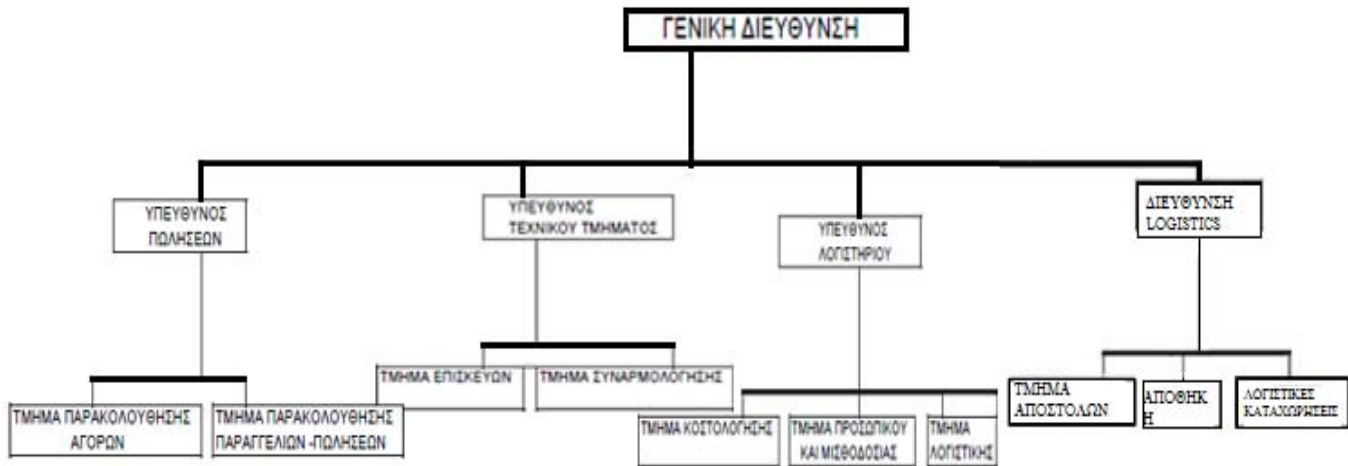 ΓΕΝΙΚΗ ΔΙΕΥΘΥΝΣΗ
ΥΠΕΥΘΥΝΟΣ
ΠΩΛΗΣΕΩΝ
ΥΠΕΥΘΥΝΟΣ
ΤΕΧΝΙΚΟΥ ΤΜΗΜΑΤΟΣ
ΥΠΕΥΘΥΝΟΣ
ΛΟΓΙΣΤΗΡΙΟΥ
ΔΙΕΥΘΥΝΣΗ
LOGISTICS
ΤΜΗΜΑ ΠΑΡΑΚΟΛΟΥΘΗΣΗΣ
ΑΓΟΡΩΝ
ΤΜΗΜΑ ΠΑΡΑΚΟΛΟΥΘΗΣΗΣ
ΠΑΡΑΓΓΕΛΙΩΝ -ΠΩΛΗΣΕΩΝ
ΤΜΗΜΑ ΕΠΙΣΚΕΥΩΝ
ΤΜΗΜΑ ΣΥΝΑΡΜΟΛΟΓΗΣΗΣ
ΤΜΗΜΑ ΚΟΣΤΟΛΟΓΗΣΗΣ
ΤΜΗΜΑ ΠΡΟΣΩΠΙΚΟΥ
ΚΑΙ ΜΙΣΘΟΔΟΣΙΑΣ
ΤΜΗΜΑ
ΛΟΓΙΣΤΙΚΗΣ
ΤΜΗΜΑ
ΑΠΟΣΤΟΛΩΝ
ΑΠΟΘΗΚ
Η
ΛΟΓΙΣΤΙΚΕΣ
ΚΑΤΑΧΩΡΗΣΕΙΣ